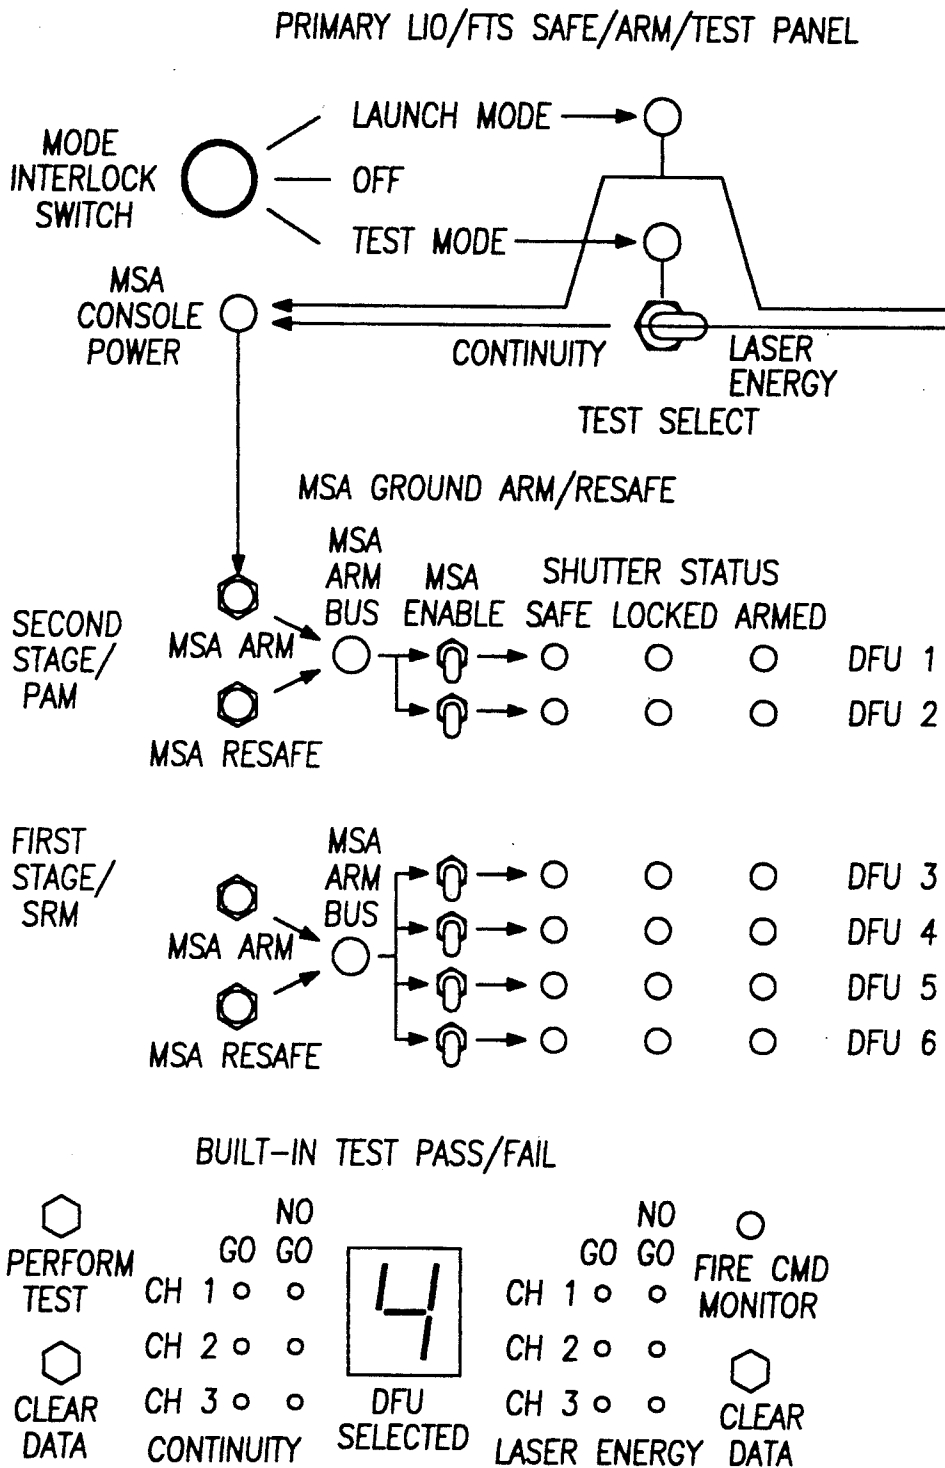 PRIMARY LIO/FTS SAFE/ARM/TEST PANEL
MODE
INTERLOCK
SWITCH
LAUNCH MODE
OFF
TEST MODE
MSA
CONSOLE
POWER
CONTINUITY
LASER
ENERGY
TEST SELECT
MSA GROUND ARM/RESAFE
MSA
ARM
BUS
MSA
ENABLE
SHUTTER STATUS
SAFE LOCKED ARMED
SECOND
STAGE/
PAM
MSA ARM
MSA RESAFE
DFU 1
DFU 2
FIRST
STAGE/
SRM
MSA ARM
MSA RESAFE
MSA
ARM
BUS
DFU 3
DFU 4
DFU 5
DFU 6
BUILT-IN TEST PASS/FAIL
PERFORM
TEST
CLEAR
DATA
GO
NO
GO
CH 1
CH 2
CH 3
CONTINUITY
4
DFU
SELECTED
GO
NO
GO
CH 1
CH 2
CH 3
LASER ENERGY
FIRE CMD
MONITOR
CLEAR
DATA